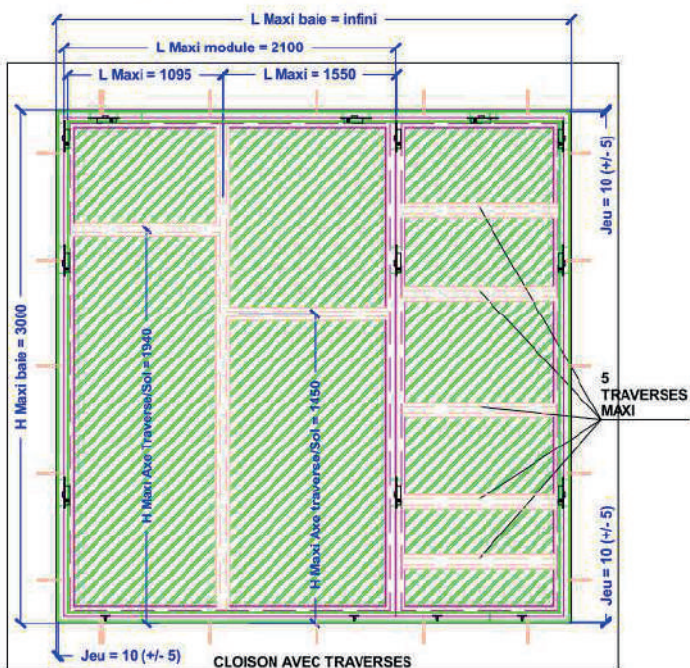 L Maxi baie = infini
L Maxi module = 2100
L Maxi = 1095
L Maxi = 1550
H Maxi baie = 3000
H Maxi Axe Traverse/Sol = 1940
H Maxi Axe traverse/Sol = 1450
Jeu = 10 (+/- 5)
5
TRAVERSES
MAXI
Jeu = 10 (+/- 5)
Jeu = 10 (+/- 5)
CLOISON AVEC TRAVERSES